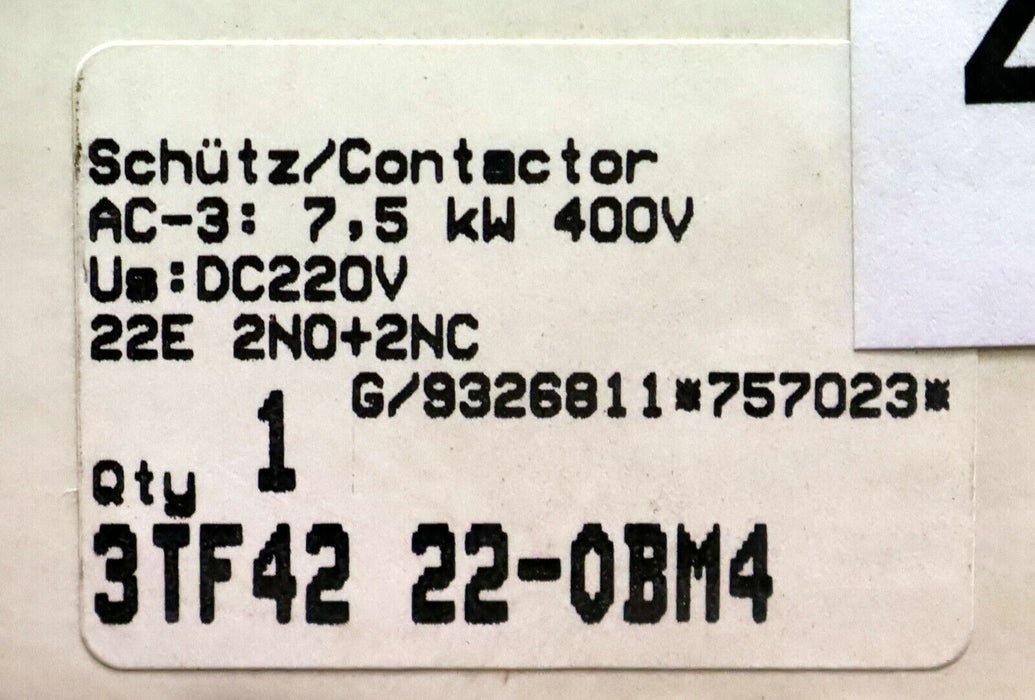 Schütz/Contactor
AC-3: 7,5 kW 400V
Us:DC220V
22E 2NO+2NC
G/9326811*757023*
1
Qty
3TF42 22-0BM4